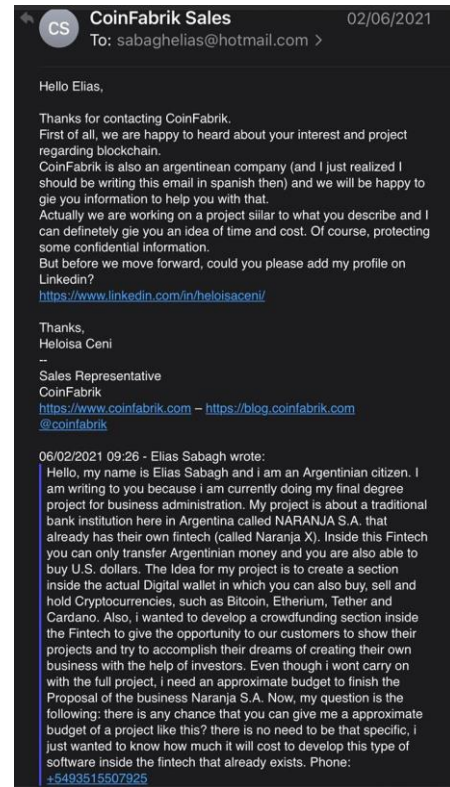 CS
CoinFabrik Sales 02/06/2021
To: sabaghelias@hotmail.com >
Hello Elias,
Thanks for contacting CoinFabrik.
First of all, we are happy to heard about your interest and project
regarding blockchain.
CoinFabrik is also an argentinean company (and I just realized I
should be writing this email in spanish then) and we will be happy to
gie you information to help you with that.
Actually we are working on a project siilar to what you describe and I
can definetely gie you an idea of time and cost. Of course, protecting
some confidential information.
But before we move forward, could you please add my profile on
Linkedin?
https://www.linkedin.com/in/heloisaceni/
Thanks,
Heloisa Ceni
--
Sales Representative
CoinFabrik
https://www.coinfabrik.com – https://blog.coinfabrik.com
@coinfabrik
06/02/2021 09:26 - Elias Sabagh wrote:
Hello, my name is Elias Sabagh and i am an Argentinian citizen. I
am writing to you because i am currently doing my final degree
project for business administration. My project is about a traditional
bank institution here in Argentina called NARANJA S.A. that
already has their own fintech (called Naranja X). Inside this Fintech
you can only transfer Argentinian money and you are also able to
buy U.S. dollars. The Idea for my project is to create a section
inside the actual Digital wallet in which you can also buy, sell and
hold Cryptocurrencies, such as Bitcoin, Etherium, Tether and
Cardano. Also, i wanted to develop a crowdfunding section inside
the Fintech to give the opportunity to our customers to show their
projects and try to accomplish their dreams of creating their own
business with the help of investors. Even though i wont carry on
with the full project, i need an approximate budget to finish the
Proposal of the business Naranja S.A. Now, my question is the
following: there is any chance that you can give me a approximate
budget of a project like this? there is no need to be that specific, i
just wanted to know how much it will cost to develop this type of
software inside the fintech that already exists. Phone:
+5493515507925